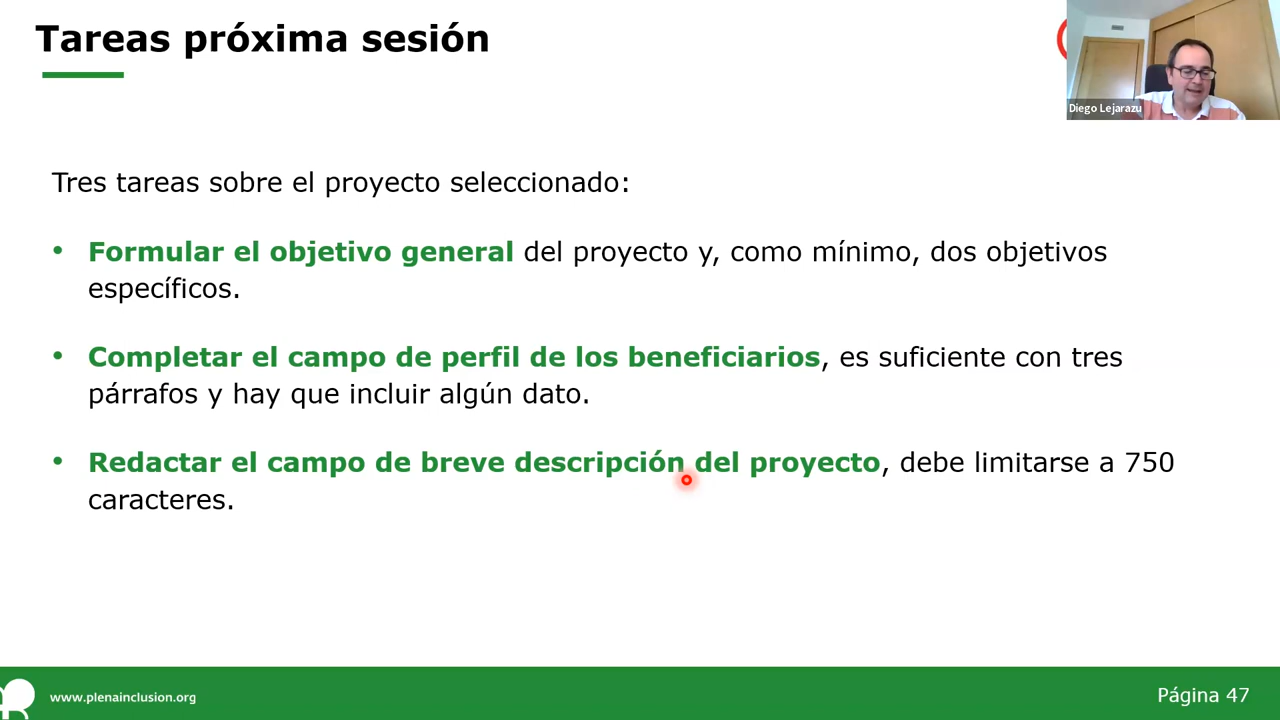 Tareas próxima sesión
Diego Lejarazu
Tres tareas sobre el proyecto seleccionado:
• Formular el objetivo general del proyecto y, como mínimo, dos objetivos
específicos.
• Completar el campo de perfil de los beneficiarios, es suficiente con tres
párrafos y hay que incluir algún dato.
• Redactar el campo de breve descripción del proyecto, debe limitarse a 750
caracteres.
www.plenainclusion.org
Página 47